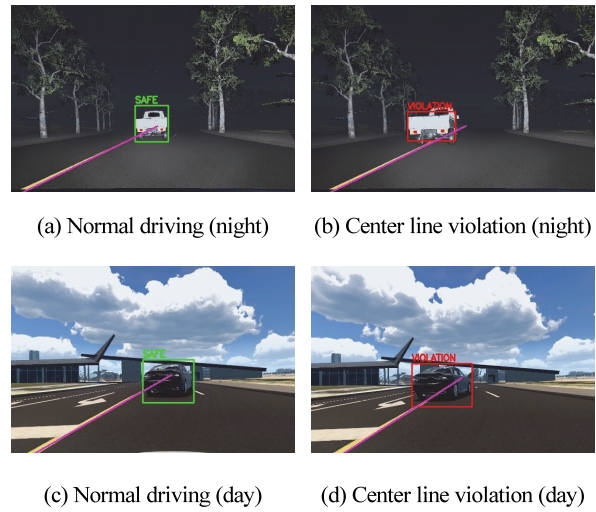 SAFE
VIOLATION
(a) Normal driving (night)
(b) Center line violation (night)
SAFE
VIOLATION
(c) Normal driving (day)
(d) Center line violation (day)